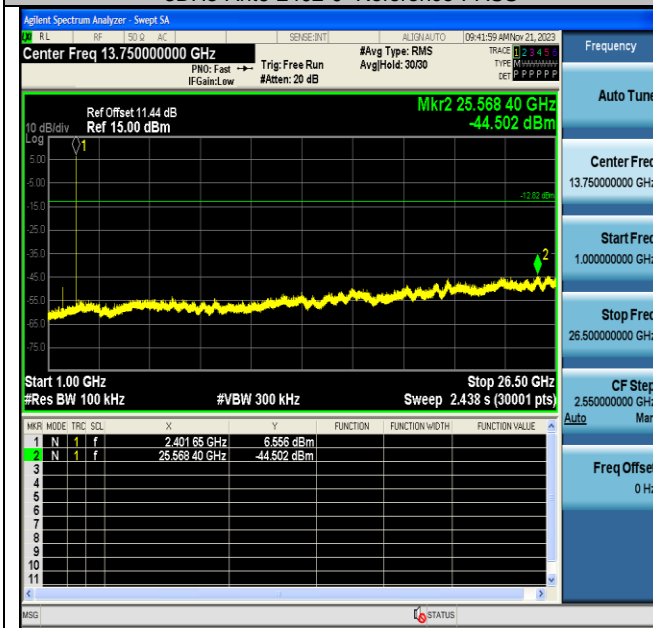 Agilent Spectrum Analyzer - Swept SA
RL RF 50 Ω AC SENSE:INT ALIGN AUTO 09:41:59 AM Nov 21, 2023
Center Freq 13.750000000 GHz
PNO: Fast
IFGain:Low
Trig: Free Run
#Atten: 20 dB
#Avg Type: RMS
Avg|Hold: 30/30
TRACE 1 2 3 4 5 6
TYPE M
DET P P P P P P
Ref Offset 11.44 dB
10 dB/div Ref 15.00 dBm
Log
Mkr2 25.568 40 GHz
-44.502 dBm
1
5.00
-5.00
-15.0
-12.82 dBm
-25.0
-35.0
2
-45.0
-55.0
-65.0
-75.0
Start 1.00 GHz Stop 26.50 GHz
#Res BW 100 kHz #VBW 300 kHz Sweep 2.438 s (30001 pts)
MKR MODE TRC SCL X Y FUNCTION FUNCTION WIDTH FUNCTION VALUE
1 N 1 f 2.401 65 GHz 6.556 dBm
2 N 1 f 25.568 40 GHz -44.502 dBm
3
4
5
6
7
8
9
10
11
MSG STATUS
Frequency
Auto Tune
Center Freq
13.750000000 GHz
Start Freq
1.000000000 GHz
Stop Freq
26.500000000 GHz
CF Step
2.550000000 GHz
Auto Man
Freq Offset
0 Hz